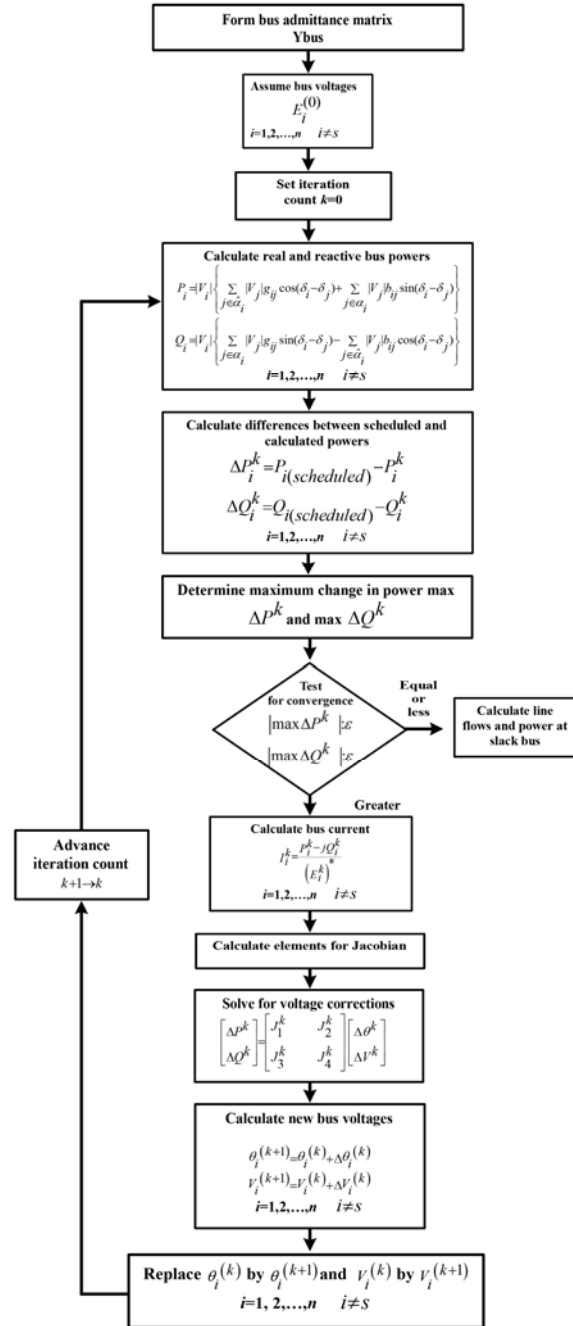 Form bus admittance matrix
Ybus
Assume bus voltages
E_i^(0)
i=1,2,...,n i≠s
Set iteration
count k=0
Calculate real and reactive bus powers
P_i=|V_i|{∑_{j∈α̂_i}|V_j|g_ij cos(δ_i−δ_j)+∑_{j∈α_i}|V_j|b_ij sin(δ_i−δ_j)}
Q_i=|V_i|{∑_{j∈α_i}|V_j|g_ij sin(δ_i−δ_j)−∑_{j∈α̂_i}|V_j|b_ij cos(δ_i−δ_j)}
i=1,2,...,n i≠s
Calculate differences between scheduled and
calculated powers
ΔP_i^k=P_i(scheduled)−P_i^k
ΔQ_i^k=Q_i(scheduled)−Q_i^k
i=1,2,...,n i≠s
Determine maximum change in power max
ΔP^k and max ΔQ^k
Test
for convergence
|max ΔP^k|:ε
|max ΔQ^k|:ε
Equal
or
less
Calculate line
flows and power at
slack bus
Greater
Calculate bus current
I_i^k=(P_i^k−jQ_i^k)/(E_i^k)^*
i=1,2,...,n i≠s
Advance
iteration count
k+1→k
Calculate elements for Jacobian
Solve for voltage corrections
[ΔP^k]=[J_1^k J_2^k][Δθ^k]
[ΔQ^k] [J_3^k J_4^k][ΔV^k]
Calculate new bus voltages
θ_i^(k+1)=θ_i^(k)+Δθ_i^(k)
V_i^(k+1)=V_i^(k)+ΔV_i^(k)
i=1,2,...,n i≠s
Replace θ_i^(k) by θ_i^(k+1) and V_i^(k) by V_i^(k+1)
i=1, 2,...,n i≠s